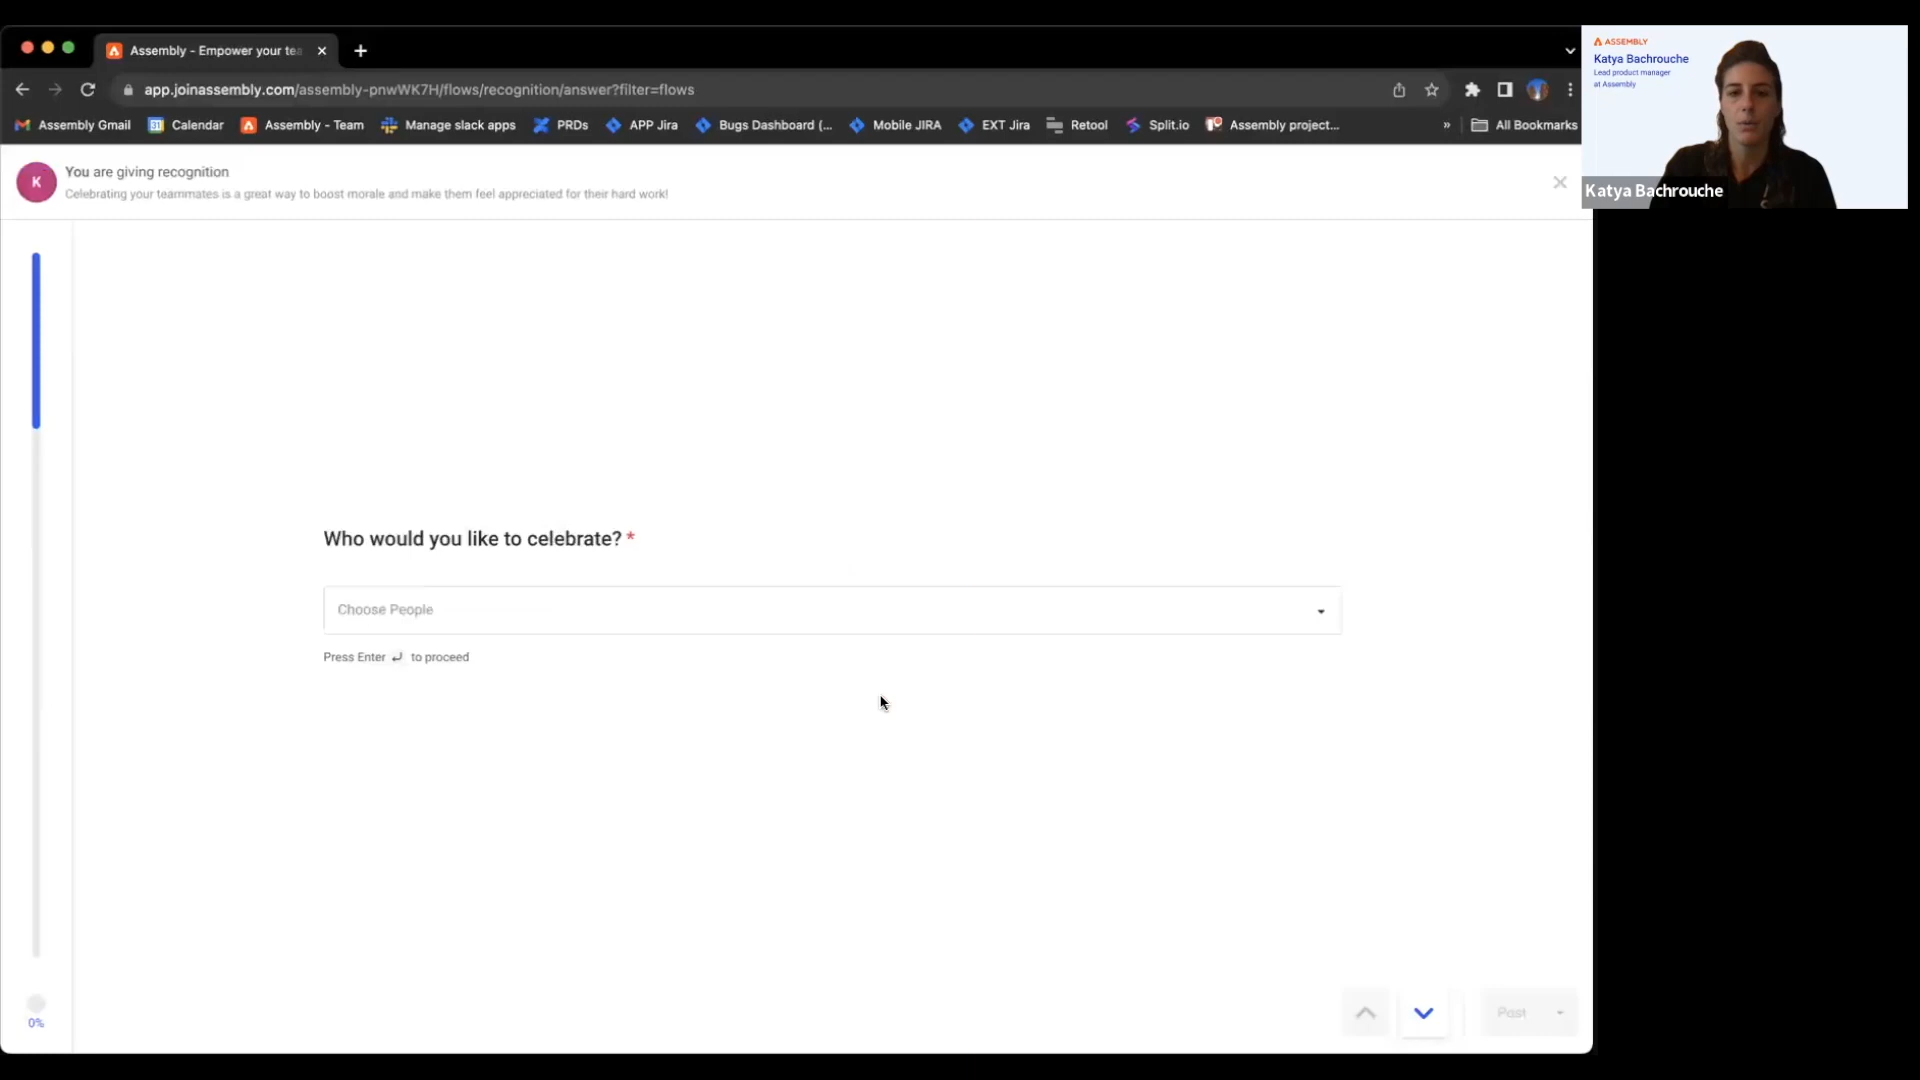 Assembly - Empower your tea
app.joinassembly.com/assembly-pnwWK7H/flows/recognition/answer?filter=flows
Assembly Gmail
31 Calendar
Assembly - Team
Manage slack apps
PRDs
APP Jira
Bugs Dashboard (...
Mobile JIRA
EXT Jira
Retool
Split.io
Assembly project...
»
All Bookmarks
ASSEMBLY
Katya Bachrouche
Lead product manager
at Assembly
Katya Bachrouche
K
You are giving recognition
Celebrating your teammates is a great way to boost morale and make them feel appreciated for their hard work!
Who would you like to celebrate? *
Choose People
Press Enter ↵ to proceed
0%
Post